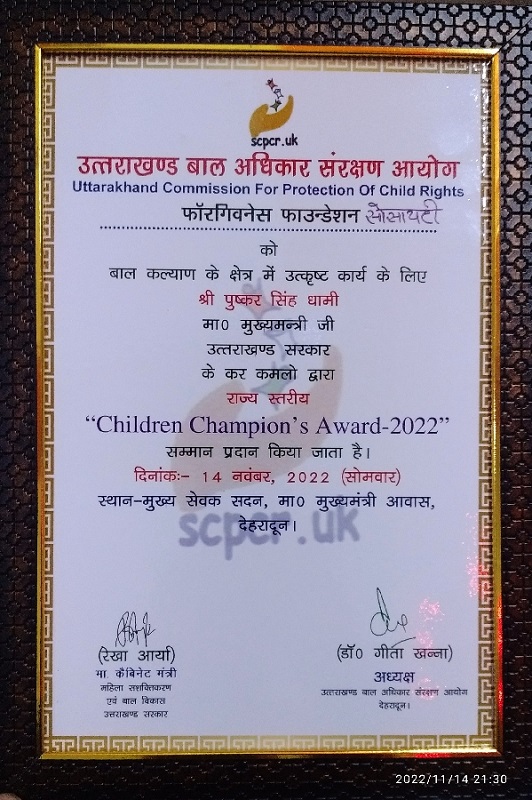 scpcr.uk
उत्तराखण्ड बाल अधिकार संरक्षण आयोग
Uttarakhand Commission For Protection Of Child Rights
फॉरगिवनेस फाउन्डेशन सोसायटी
को
बाल कल्याण के क्षेत्र में उत्कृष्ट कार्य के लिए
श्री पुष्कर सिंह धामी
मा0 मुख्यमन्त्री जी
उत्तराखण्ड सरकार
के कर कमलो द्वारा
राज्य स्तरीय
“Children Champion’s Award-2022”
सम्मान प्रदान किया जाता है।
दिनांकः- 14 नवंबर, 2022 (सोमवार)
स्थान-मुख्य सेवक सदन, मा0 मुख्यमंत्री आवास,
देहरादून।
scpcr.uk
(रेखा आर्या)
मा. कैबिनेट मंत्री
महिला सशक्तिकरण
एवं बाल विकास
उत्तराखण्ड सरकार
(डॉ0 गीता खन्ना)
अध्यक्ष
उत्तराखण्ड बाल अधिकार संरक्षण आयोग
देहरादून।
2022/11/14 21:30